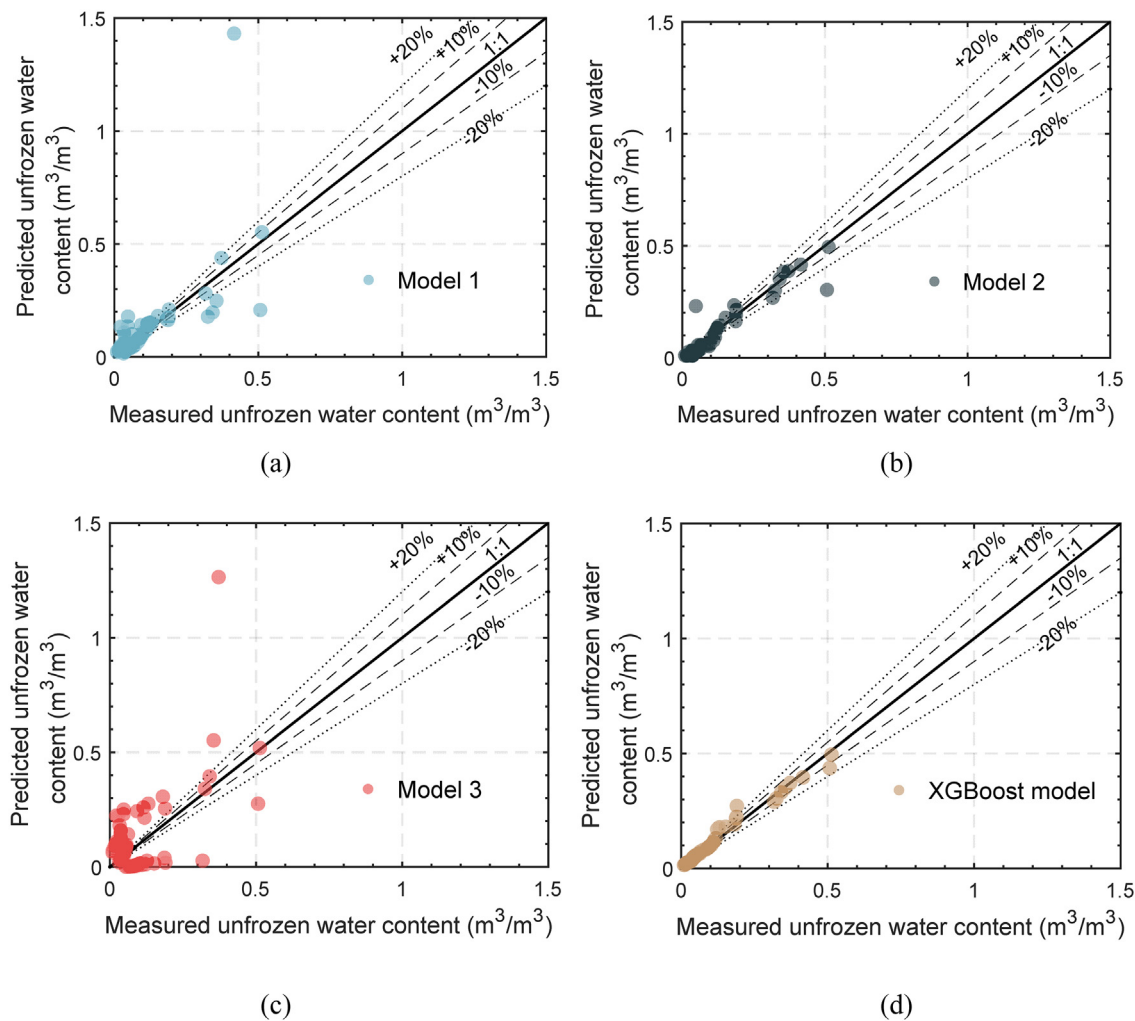 1.5
1
0.5
0
0
0.5
1
1.5
Predicted unfrozen water
content (m³/m³)
+20%
+10%
1:1
-10%
-20%
Model 1
Measured unfrozen water content (m³/m³)
(a)
1.5
1
0.5
0
0
0.5
1
1.5
Predicted unfrozen water
content (m³/m³)
+20%
+10%
1:1
-10%
-20%
Model 2
Measured unfrozen water content (m³/m³)
(b)
1.5
1
0.5
0
0
0.5
1
1.5
Predicted unfrozen water
content (m³/m³)
+20%
+10%
1:1
-10%
-20%
Model 3
Measured unfrozen water content (m³/m³)
(c)
1.5
1
0.5
0
0
0.5
1
1.5
Predicted unfrozen water
content (m³/m³)
+20%
+10%
1:1
-10%
-20%
XGBoost model
Measured unfrozen water content (m³/m³)
(d)